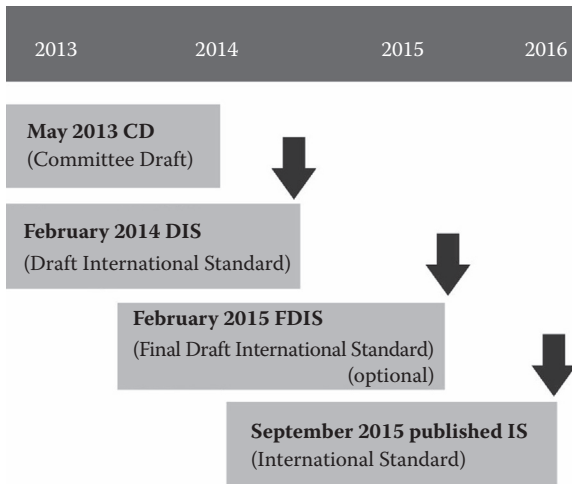 2013 2014 2015 2016
May 2013 CD
(Committee Draft)
February 2014 DIS
(Draft International Standard)
February 2015 FDIS
(Final Draft International Standard)
(optional)
September 2015 published IS
(International Standard)